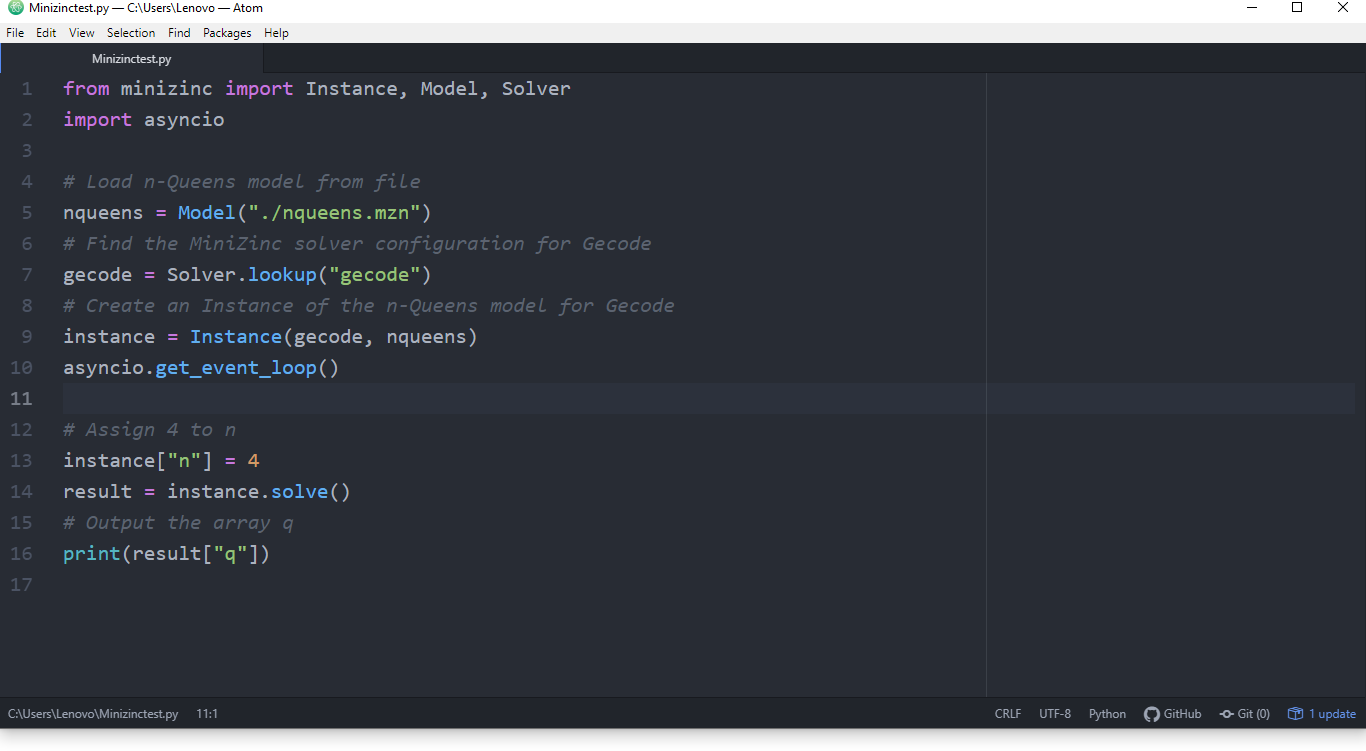 Minizinctest.py — C:\Users\Lenovo — Atom
File Edit View Selection Find Packages Help
Minizinctest.py
1 from minizinc import Instance, Model, Solver
2 import asyncio
3
4 # Load n-Queens model from file
5 nqueens = Model("./nqueens.mzn")
6 # Find the MiniZinc solver configuration for Gecode
7 gecode = Solver.lookup("gecode")
8 # Create an Instance of the n-Queens model for Gecode
9 instance = Instance(gecode, nqueens)
10 asyncio.get_event_loop()
11
12 # Assign 4 to n
13 instance["n"] = 4
14 result = instance.solve()
15 # Output the array q
16 print(result["q"])
17
C:\Users\Lenovo\Minizinctest.py 11:1 CRLF UTF-8 Python GitHub Git (0) 1 update